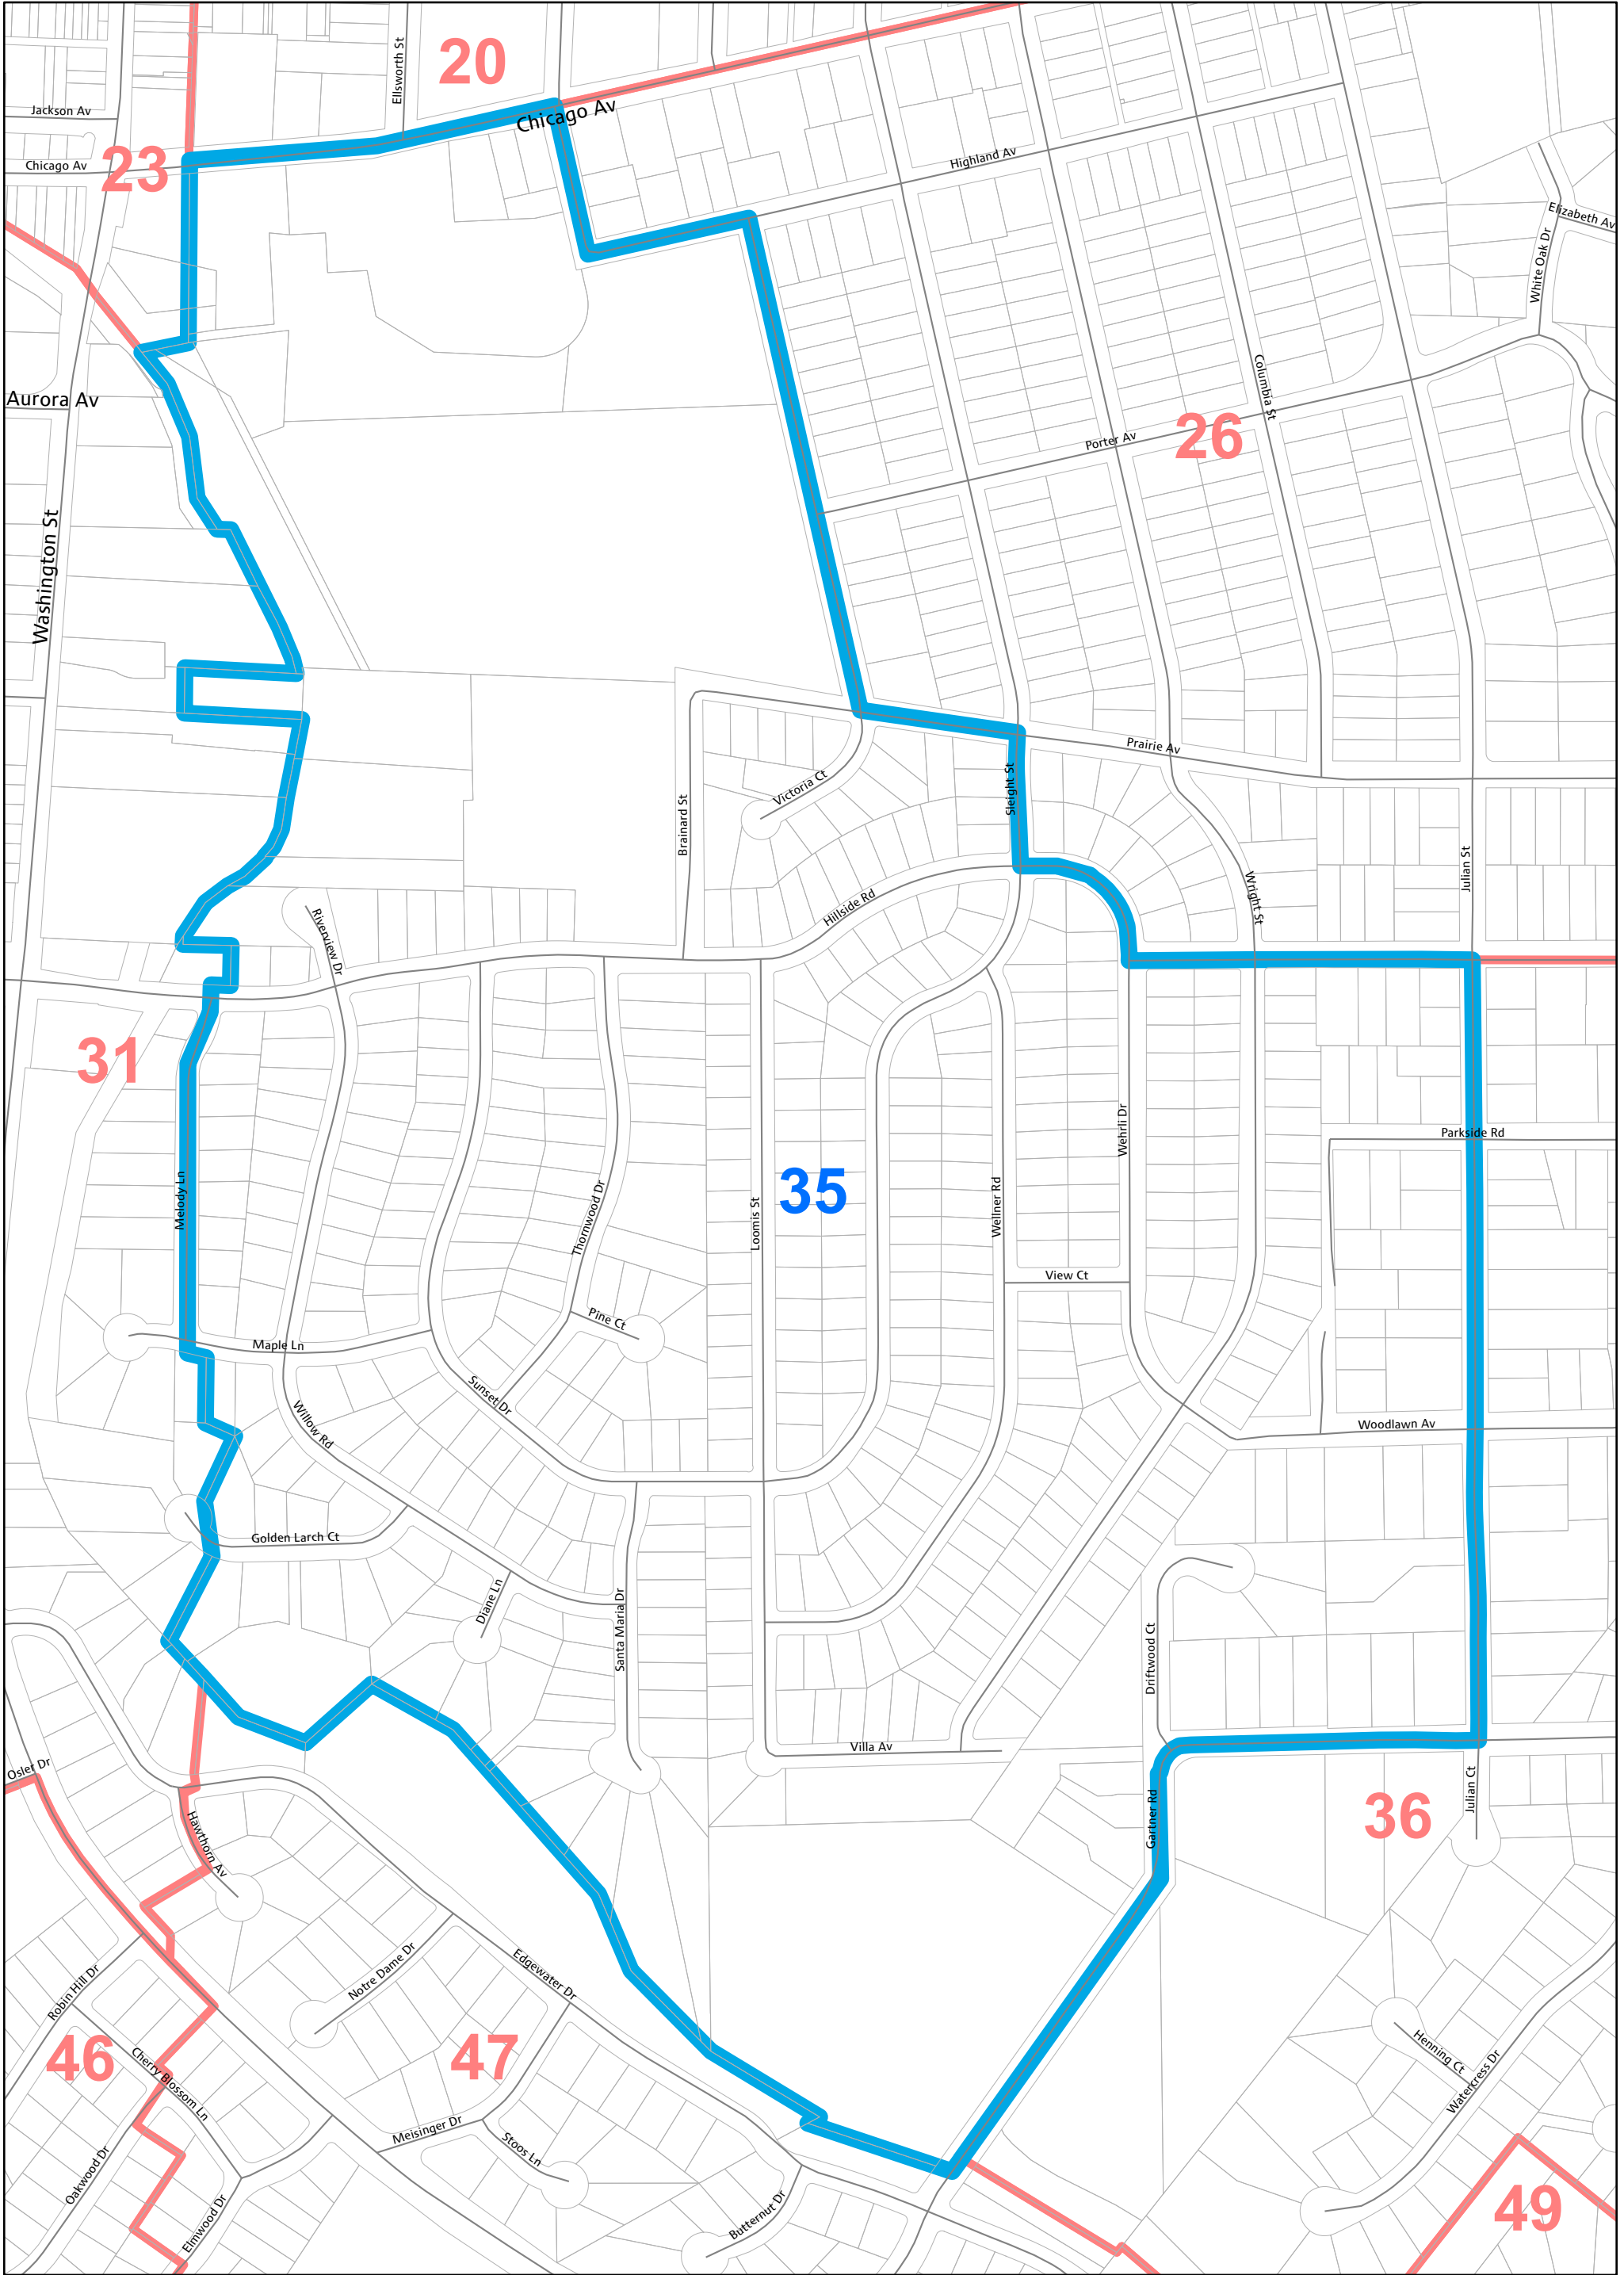 20
Ellsworth St
Jackson Av
Chicago Av
Chicago Av
23
Highland Av
Elizabeth Av
White Oak Dr
Aurora Av
Columbia St
Porter Av
26
Washington St
Prairie Av
Sleight St
Victoria Ct
Brainard St
Julian St
Wright St
Hillside Rd
Riverview Dr
31
Wehrli Dr
Parkside Rd
Melody Ln
35
Thornwood Dr
Loomis St
Wellner Rd
View Ct
Pine Ct
Maple Ln
Sunset Dr
Willow Rd
Woodlawn Av
Golden Larch Ct
Diane Ln
Santa Maria Dr
Driftwood Ct
Villa Av
Osler Dr
Gartner Rd
Julian Ct
36
Hawthorn Av
Notre Dame Dr
Edgewater Dr
Robin Hill Dr
46
47
Cherry Blossom Ln
Henning Ct
Watercress Dr
Meisinger Dr
Stoos Ln
Oakwood Dr
Elmwood Dr
Butternut Dr
49